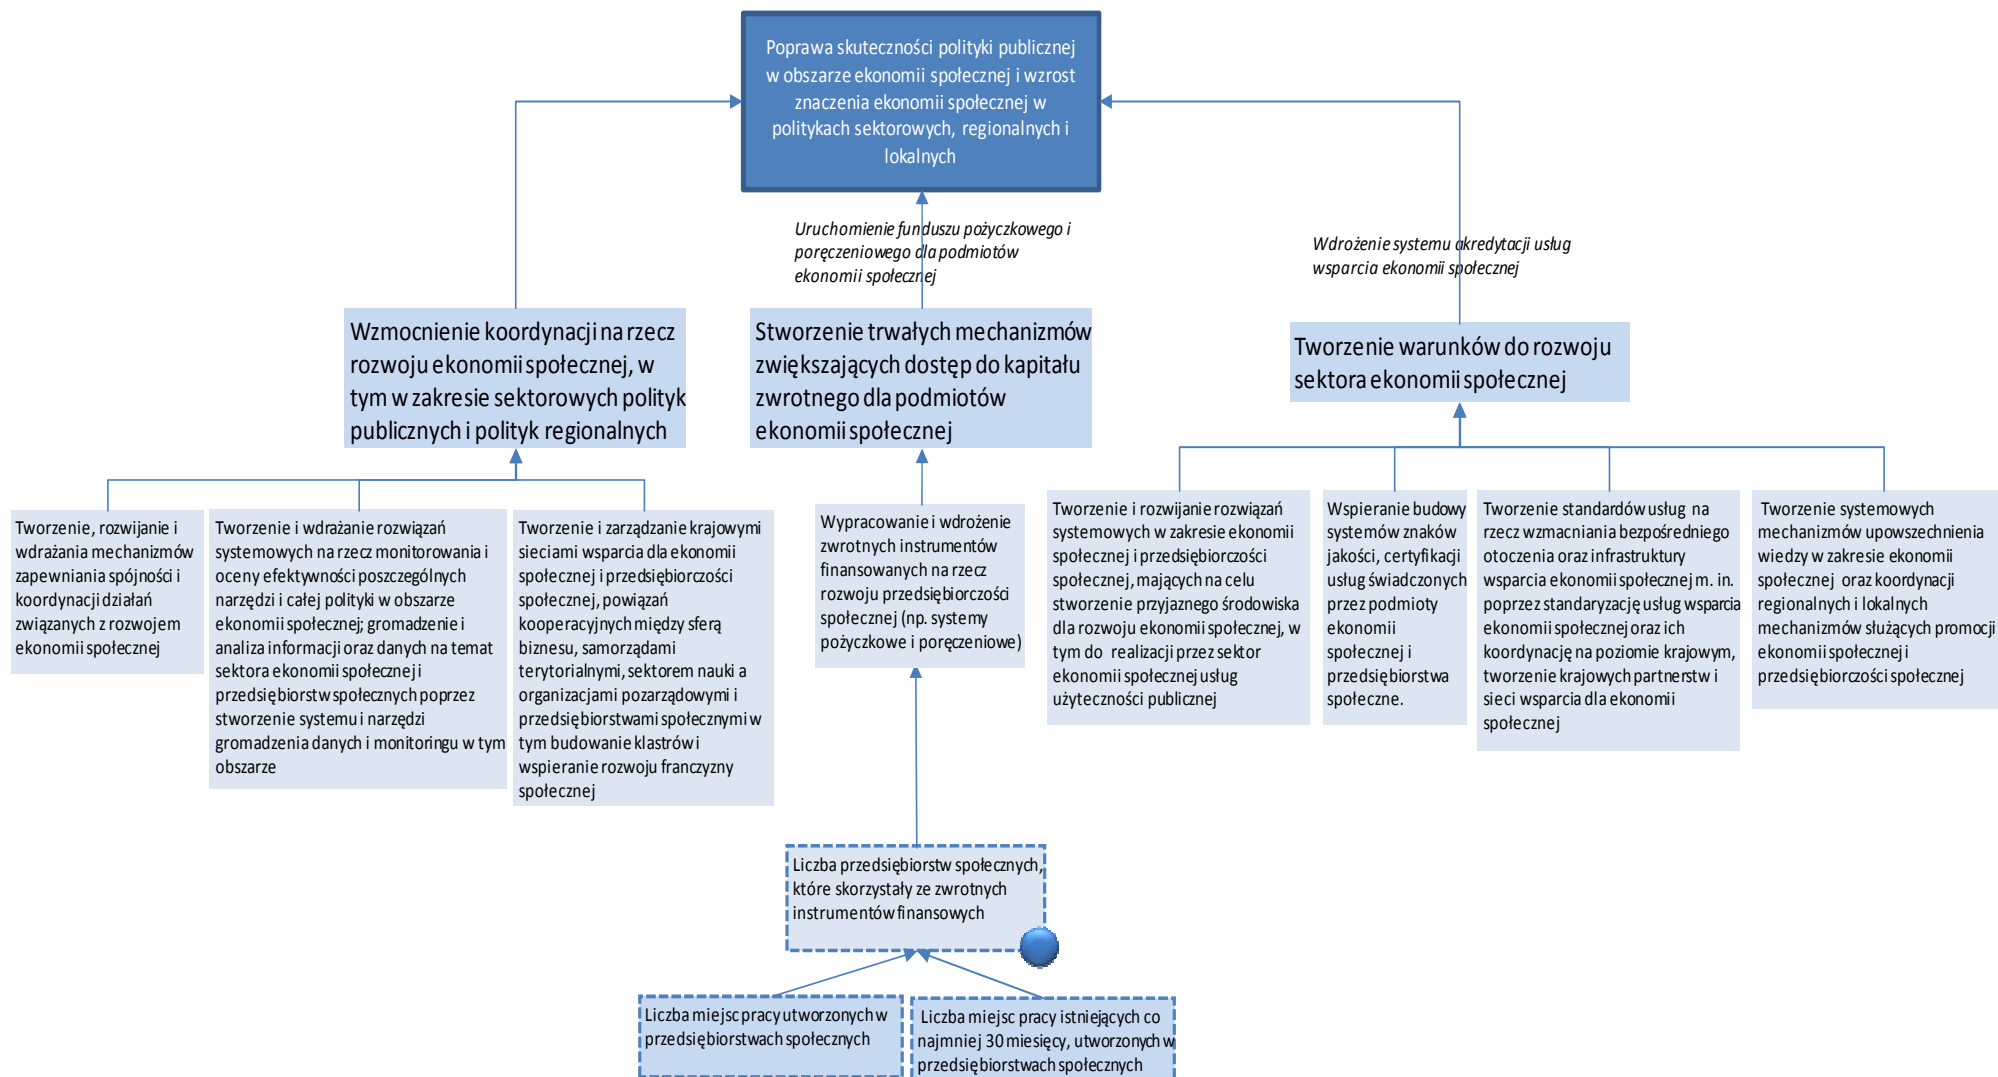 Poprawa skuteczności polityki publicznej
w obszarze ekonomii społecznej i wzrost
znaczenia ekonomii społecznej w
politykach sektorowych, regionalnych i
lokalnych
Uruchomienie funduszu pożyczkowego i
poręczeniowego dla podmiotów
ekonomii społecznej
Wdrożenie systemu akredytacji usług
wsparcia ekonomii społecznej
Wzmocnienie koordynacji na rzecz
rozwoju ekonomii społecznej, w
tym w zakresie sektorowych polityk
publicznych i polityk regionalnych
Stworzenie trwałych mechanizmów
zwiększających dostęp do kapitału
zwrotnego dla podmiotów
ekonomii społecznej
Tworzenie warunków do rozwoju
sektora ekonomii społecznej
Tworzenie, rozwijanie i
wdrażania mechanizmów
zapewniania spójności i
koordynacji działań
związanych z rozwojem
ekonomii społecznej
Tworzenie i wdrażanie rozwiązań
systemowych na rzecz monitorowania i
oceny efektywności poszczególnych
narzędzi i całej polityki w obszarze
ekonomii społecznej; gromadzenie i
analiza informacji oraz danych na temat
sektora ekonomii społecznej i
przedsiębiorstw społecznych poprzez
stworzenie systemu i narzędzi
gromadzenia danych i monitoringu w tym
obszarze
Tworzenie i zarządzanie krajowymi
sieciami wsparcia dla ekonomii
społecznej i przedsiębiorczości
społecznej, powiązań
kooperacyjnych między sferą
biznesu, samorządami
terytorialnymi, sektorem nauki a
organizacjami pozarządowymi i
przedsiębiorstwami społecznymi w
tym budowanie klastrów i
wspieranie rozwoju franczyzny
społecznej
Wypracowanie i wdrożenie
zwrotnych instrumentów
finansowanych na rzecz
rozwoju przedsiębiorczości
społecznej (np. systemy
pożyczkowe i poręczeniowe)
Tworzenie i rozwijanie rozwiązań
systemowych w zakresie ekonomii
społecznej i przedsiębiorczości
społecznej, mających na celu
stworzenie przyjaznego środowiska
dla rozwoju ekonomii społecznej, w
tym do realizacji przez sektor
ekonomii społecznej usług
użyteczności publicznej
Wspieranie budowy
systemów znaków
jakości, certyfikacji
usług świadczonych
przez podmioty
ekonomii
społecznej i
przedsiębiorstwa
społeczne.
Tworzenie standardów usług na
rzecz wzmacniania bezpośredniego
otoczenia oraz infrastruktury
wsparcia ekonomii społecznej m. in.
poprzez standaryzację usług wsparcia
ekonomii społecznej oraz ich
koordynację na poziomie krajowym,
tworzenie krajowych partnerstw i
sieci wsparcia dla ekonomii
społecznej
Tworzenie systemowych
mechanizmów upowszechnienia
wiedzy w zakresie ekonomii
społecznej oraz koordynacji
regionalnych i lokalnych
mechanizmów służących promocji
ekonomii społecznej i
przedsiębiorczości społecznej
Liczba przedsiębiorstw społecznych,
które skorzystały ze zwrotnych
instrumentów finansowych
Liczba miejsc pracy utworzonych w
przedsiębiorstwach społecznych
Liczba miejsc pracy istniejących co
najmniej 30 miesięcy, utworzonych w
przedsiębiorstwach społecznych